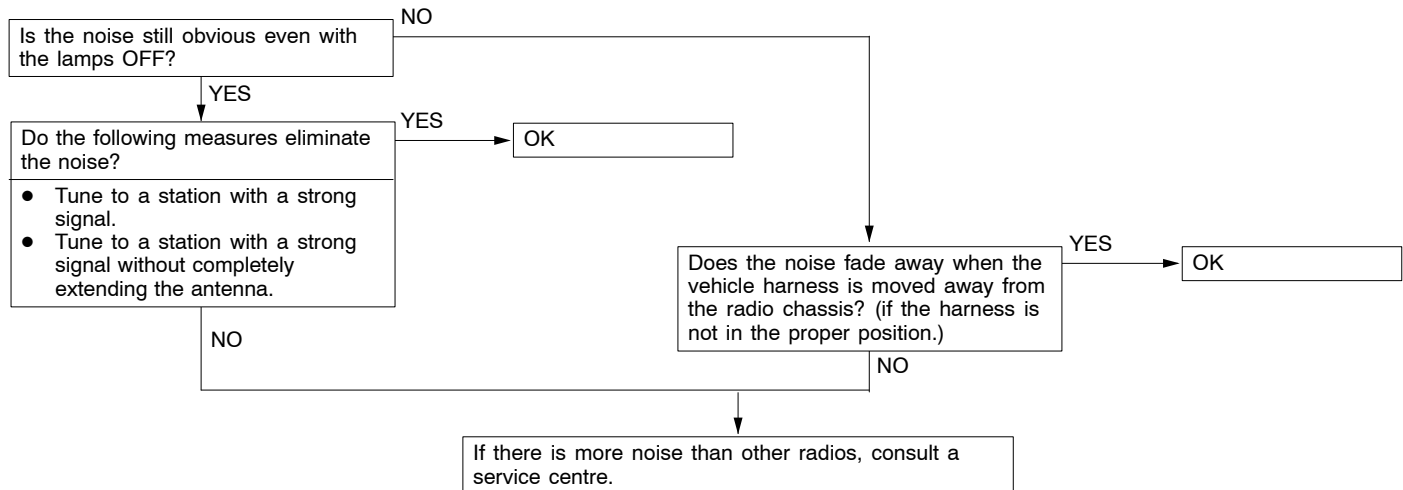 NO
Is the noise still obvious even with
the lamps OFF?
YES
Do the following measures eliminate
the noise?
YES
OK
● Tune to a station with a strong
signal.
● Tune to a station with a strong
signal without completely
extending the antenna.
NO
Does the noise fade away when the
vehicle harness is moved away from
the radio chassis? (if the harness is
not in the proper position.)
YES
OK
NO
If there is more noise than other radios, consult a
service centre.